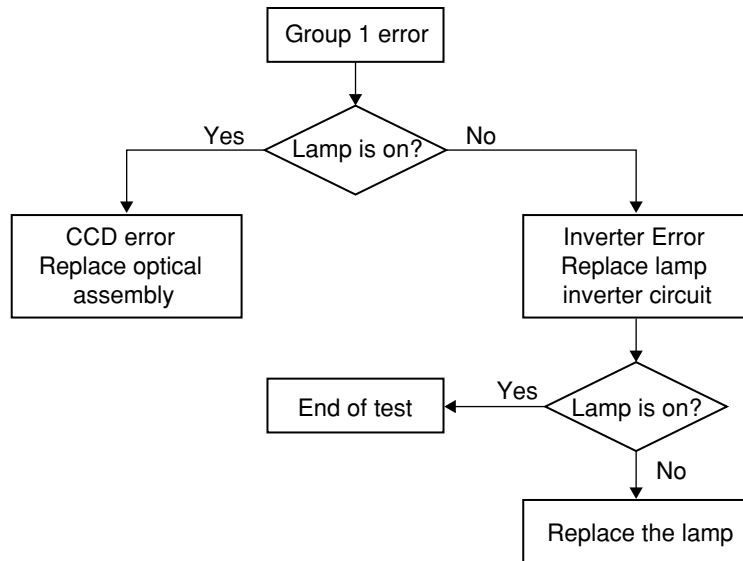 Group 1 error
Lamp is on?
Yes
No
CCD error
Replace optical
assembly
Inverter Error
Replace lamp
inverter circuit
Lamp is on?
Yes
End of test
No
Replace the lamp